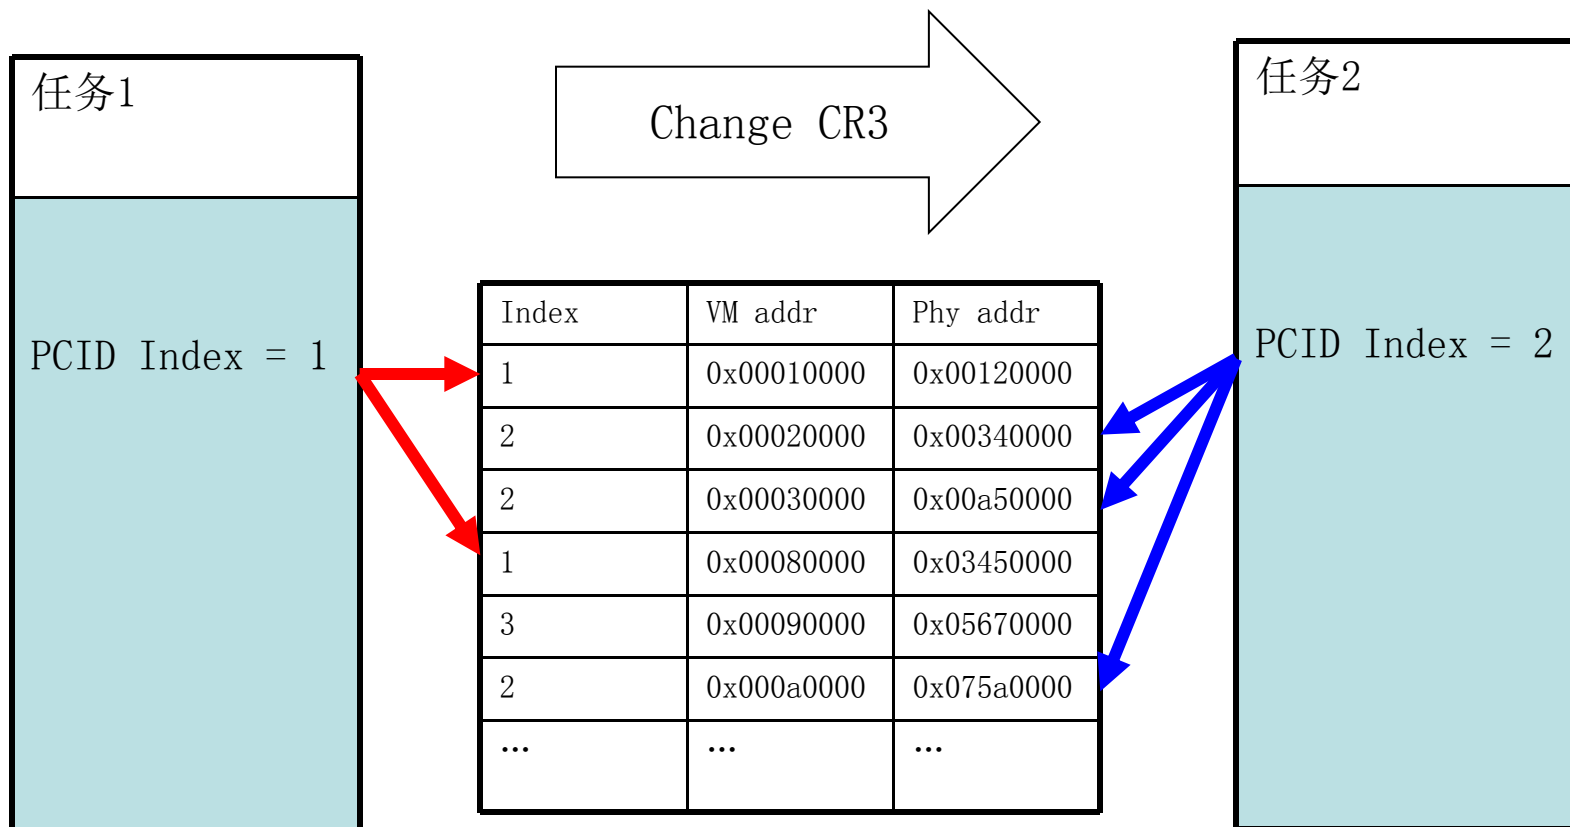 任务1
Change CR3
任务2
PCID Index = 1
PCID Index = 2
Index VM addr Phy addr
1 0x00010000 0x00120000
2 0x00020000 0x00340000
2 0x00030000 0x00a50000
1 0x00080000 0x03450000
3 0x00090000 0x05670000
2 0x000a0000 0x075a0000
… … …